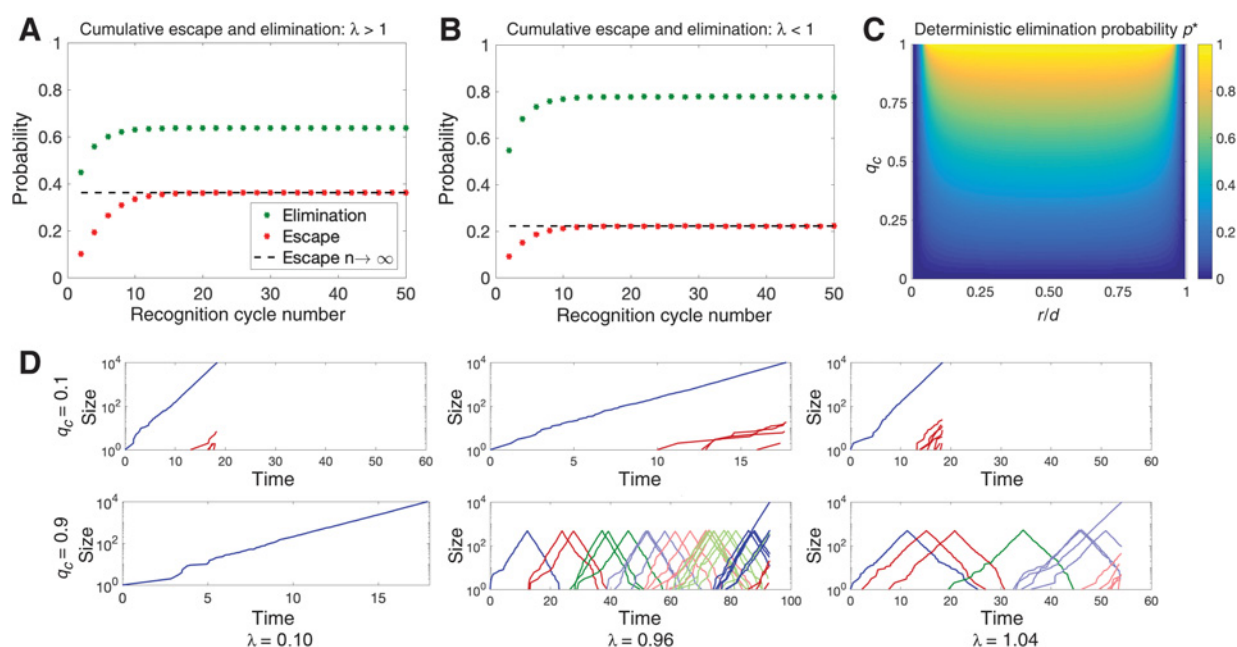 A
Cumulative escape and elimination: λ > 1
1
0.8
0.6
0.4
0.2
0
Probability
0 10 20 30 40 50
Recognition cycle number
Elimination
Escape
Escape n→ ∞
B
Cumulative escape and elimination: λ < 1
1
0.8
0.6
0.4
0.2
0
Probability
0 10 20 30 40 50
Recognition cycle number
C
Deterministic elimination probability p*
1
0.75
0.5
0.25
0
q_c
0 0.25 0.50 0.75 1
r/d
1
0.8
0.6
0.4
0.2
0
D
q_c = 0.1
Size
10^4
10^2
10^0
0 10 20 30 40 50 60
Time
Size
10^4
10^2
10^0
0 5 10 15
Time
Size
10^4
10^2
10^0
0 10 20 30 40 50 60
Time
q_c = 0.9
Size
10^4
10^2
10^0
0 5 10 15
Time
λ = 0.10
Size
10^4
10^2
10^0
0 10 20 30 40 50 60 70 80 90 100
Time
λ = 0.96
Size
10^4
10^2
10^0
0 10 20 30 40 50 60
Time
λ = 1.04